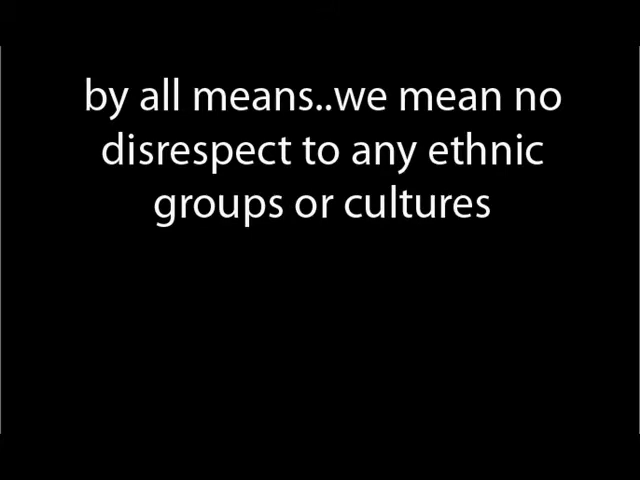 by all means..we mean no
disrespect to any ethnic
groups or cultures